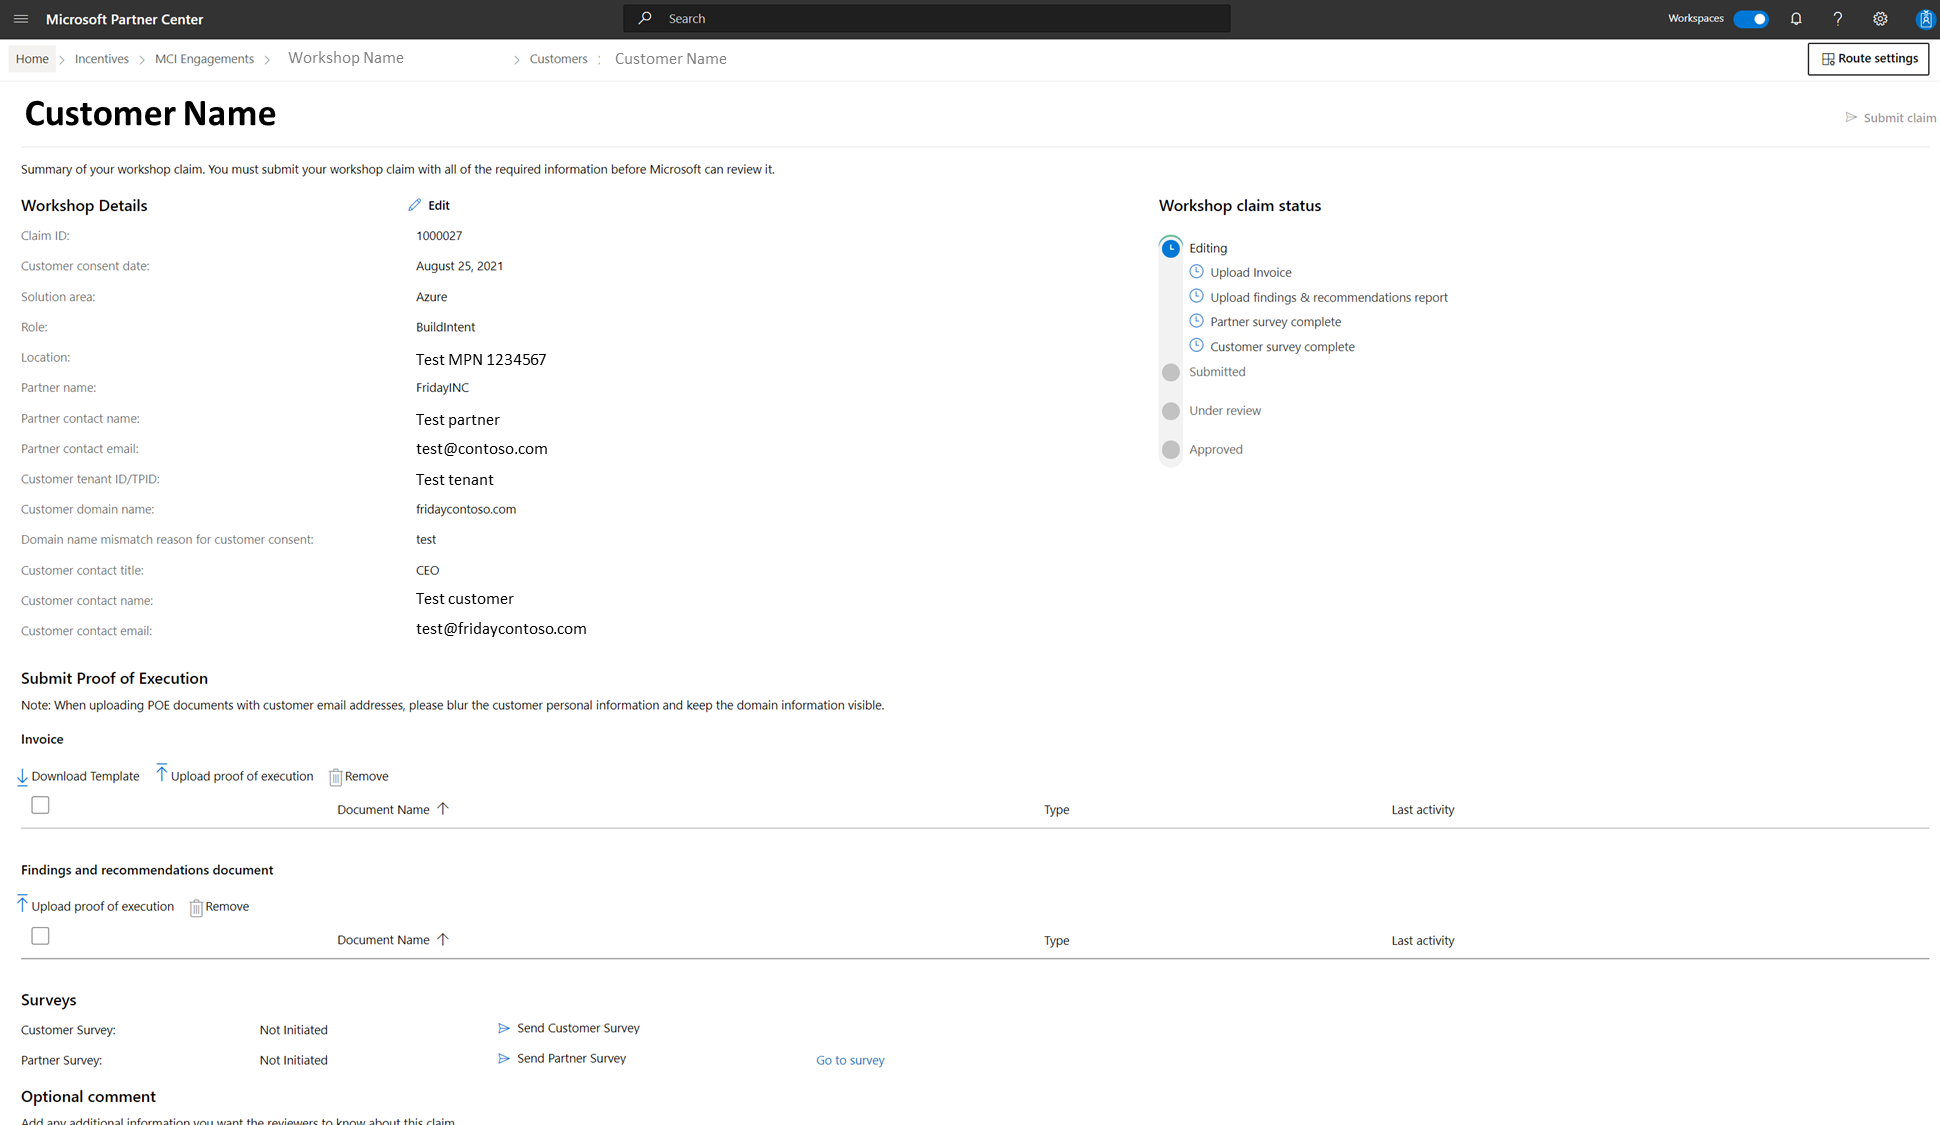 Microsoft Partner Center
Search
Workspaces
Home > Incentives > MCI Engagements > Workshop Name > Customers : Customer Name
Route settings
Customer Name
Submit claim
Summary of your workshop claim. You must submit your workshop claim with all of the required information before Microsoft can review it.
Workshop Details
Edit
Claim ID: 1000027
Customer consent date: August 25, 2021
Solution area: Azure
Role: BuildIntent
Location: Test MPN 1234567
Partner name: FridayINC
Partner contact name: Test partner
Partner contact email: test@contoso.com
Customer tenant ID/TPID: Test tenant
Customer domain name: fridaycontoso.com
Domain name mismatch reason for customer consent: test
Customer contact title: CEO
Customer contact name: Test customer
Customer contact email: test@fridaycontoso.com
Workshop claim status
Editing
Upload Invoice
Upload findings & recommendations report
Partner survey complete
Customer survey complete
Submitted
Under review
Approved
Submit Proof of Execution
Note: When uploading POE documents with customer email addresses, please blur the customer personal information and keep the domain information visible.
Invoice
Download Template Upload proof of execution Remove
Document Name Type Last activity
Findings and recommendations document
Upload proof of execution Remove
Document Name Type Last activity
Surveys
Customer Survey: Not Initiated Send Customer Survey
Partner Survey: Not Initiated Send Partner Survey Go to survey
Optional comment
Add any additional information you want the reviewers to know about this claim